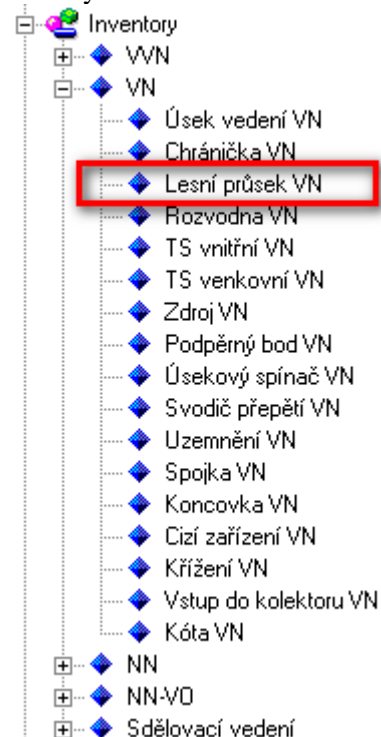 Inventory
VVN
VN
Úsek vedení VN
Chránička VN
Lesní průsek VN
Rozvodna VN
TS vnitřní VN
TS venkovní VN
Zdroj VN
Podpěrný bod VN
Úsekový spínač VN
Svodič přepětí VN
Uzemnění VN
Spojka VN
Koncovka VN
Cizí zařízení VN
Křížení VN
Vstup do kolektoru VN
Kóta VN
NN
NN-VO
Sdělovací vedení